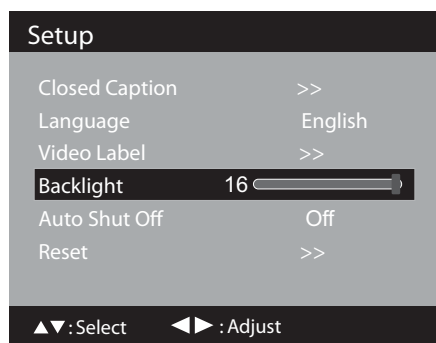 Setup
Closed Caption >>
Language English
Video Label >>
Backlight 16
Auto Shut Off Off
Reset >>
▲▼: Select ◀▶: Adjust